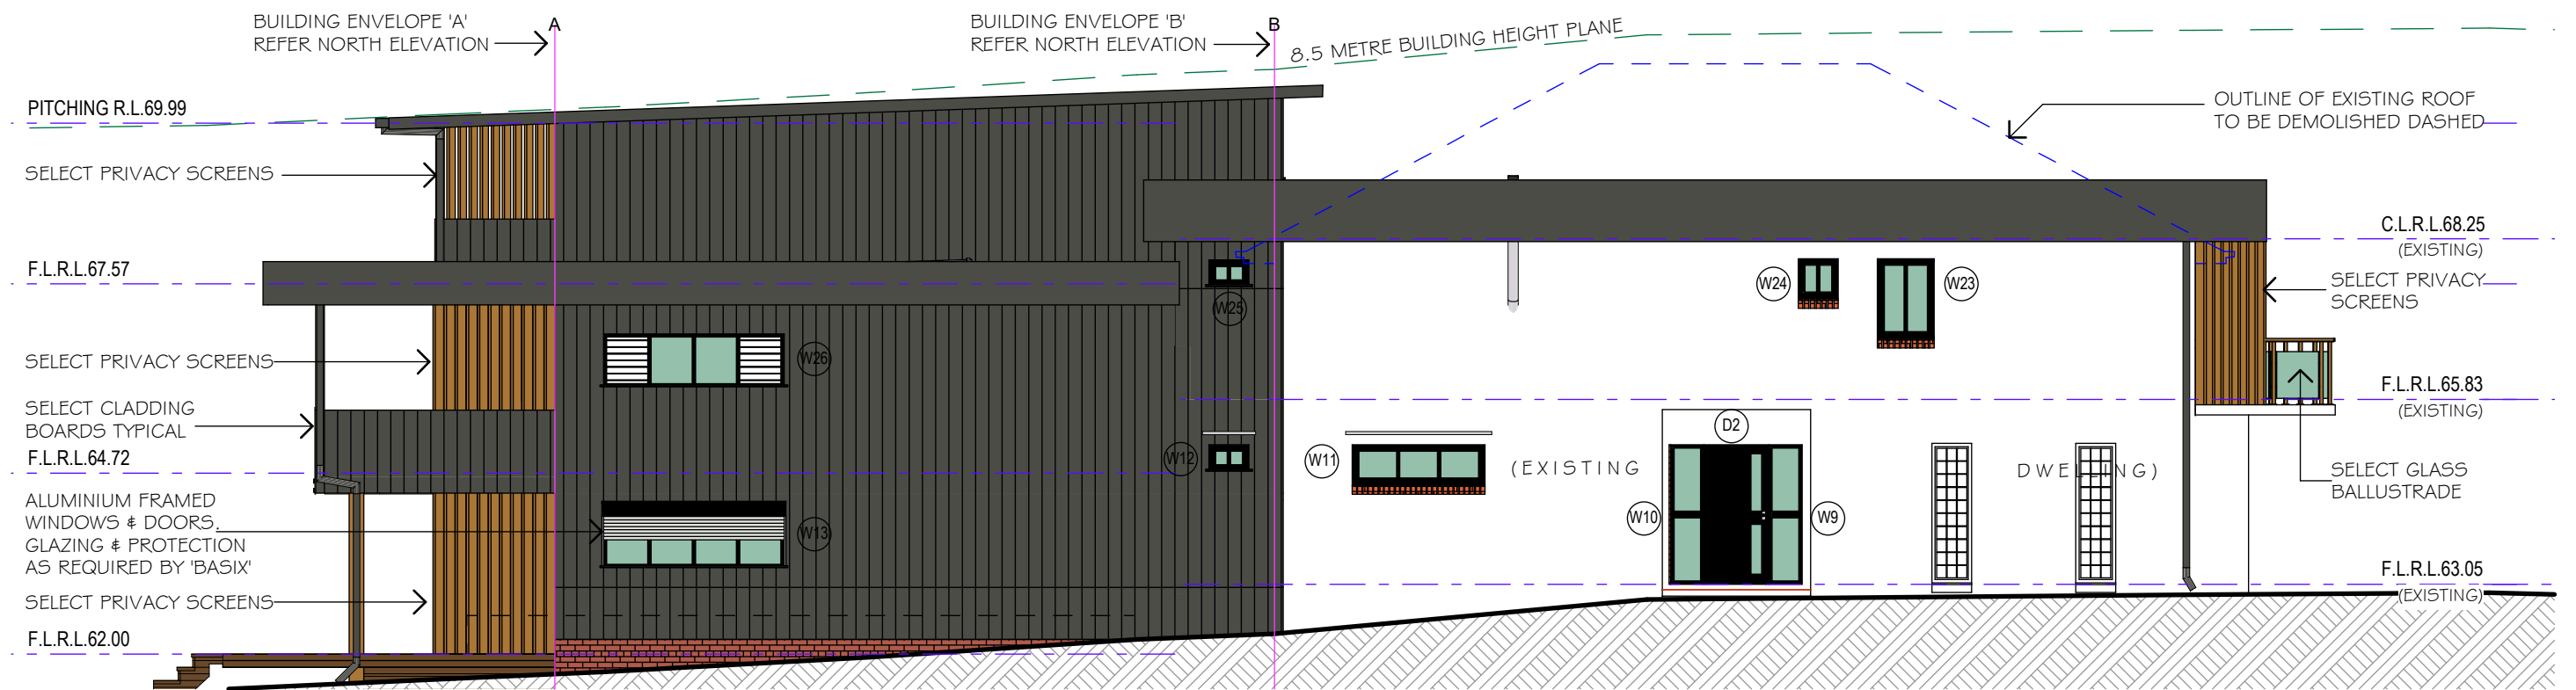 BUILDING ENVELOPE 'A'
REFER NORTH ELEVATION
A
BUILDING ENVELOPE 'B'
REFER NORTH ELEVATION
B
8.5 METRE BUILDING HEIGHT PLANE
PITCHING R.L.69.99
OUTLINE OF EXISTING ROOF
TO BE DEMOLISHED DASHED
SELECT PRIVACY SCREENS
C.L.R.L.68.25
(EXISTING)
F.L.R.L.67.57
W25
W24
W23
SELECT PRIVACY
SCREENS
SELECT PRIVACY SCREENS
W26
F.L.R.L.65.83
(EXISTING)
SELECT CLADDING
BOARDS TYPICAL
D2
F.L.R.L.64.72
W12
W11
(EXISTING
DWELLING)
SELECT GLASS
BALLUSTRADE
ALUMINIUM FRAMED
WINDOWS & DOORS.
GLAZING & PROTECTION
AS REQUIRED BY 'BASIX'
W13
W10
W9
F.L.R.L.63.05
(EXISTING)
SELECT PRIVACY SCREENS
F.L.R.L.62.00